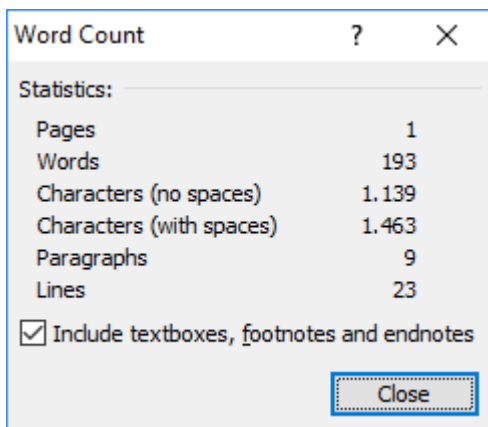 Word Count ?
Statistics:
Pages 1
Words 193
Characters (no spaces) 1.139
Characters (with spaces) 1.463
Paragraphs 9
Lines 23
Include textboxes, footnotes and endnotes
Close